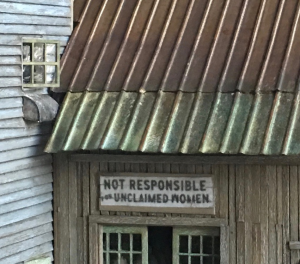 NOT RESPONSIBLE
FOR UNCLAIMED WOMEN